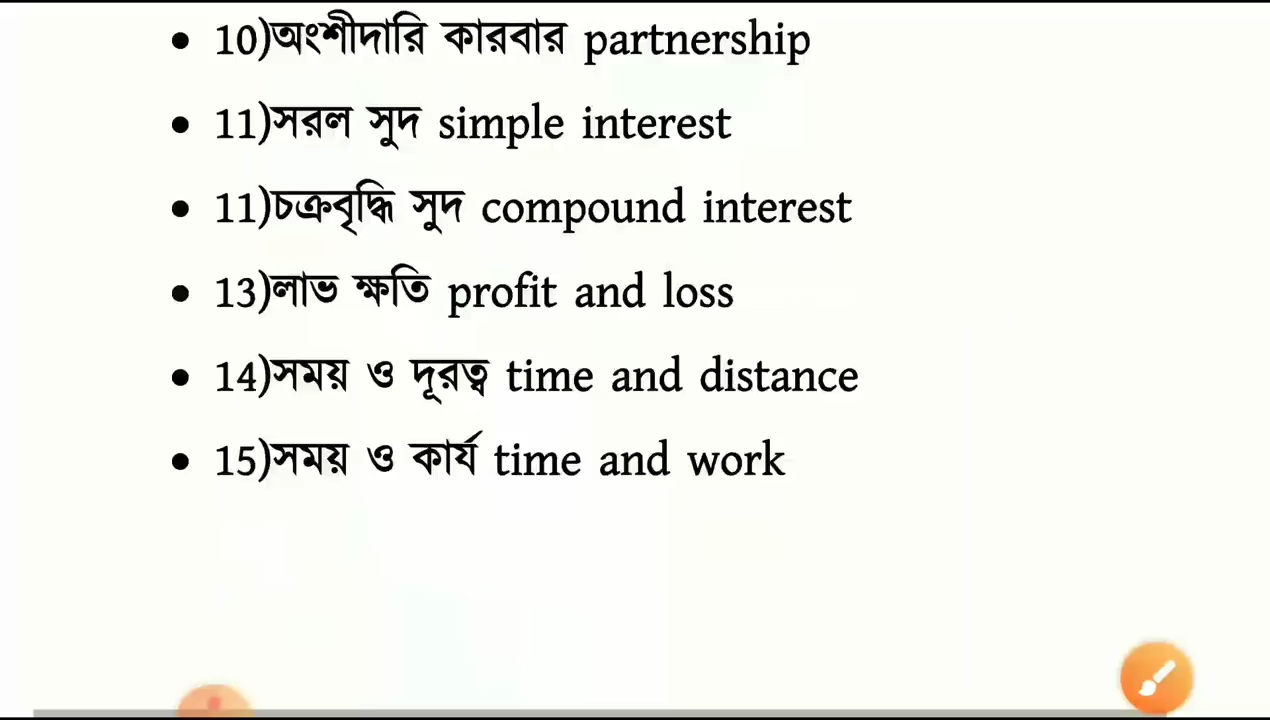 • 10)অংশীদারি কারবার partnership
• 11)সরল সুদ simple interest
• 11)চক্রবৃদ্ধি সুদ compound interest
• 13)লাভ ক্ষতি profit and loss
• 14)সময় ও দূরত্ব time and distance
• 15)সময় ও কার্য time and work